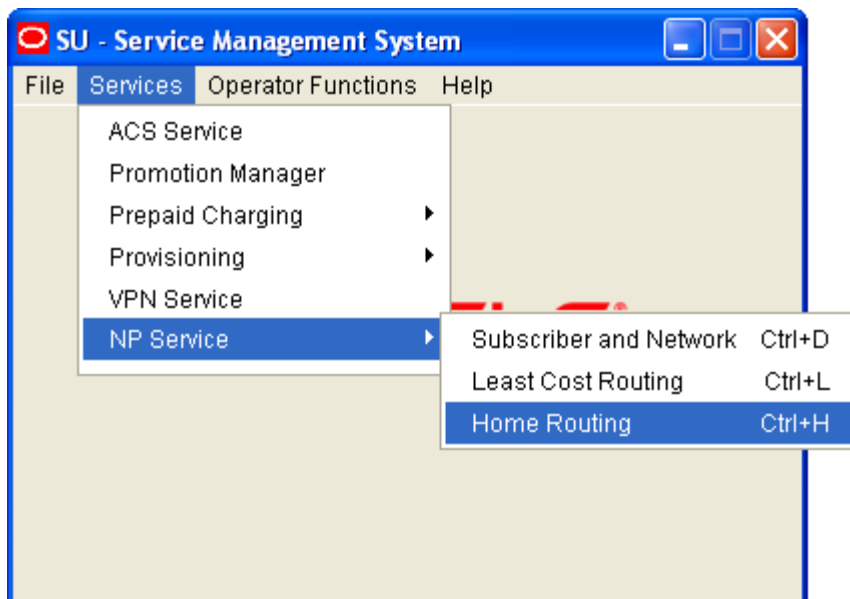 SU - Service Management System
File Services Operator Functions Help
ACS Service
Promotion Manager
Prepaid Charging
Provisioning
VPN Service
NP Service
Subscriber and Network Ctrl+D
Least Cost Routing Ctrl+L
Home Routing Ctrl+H